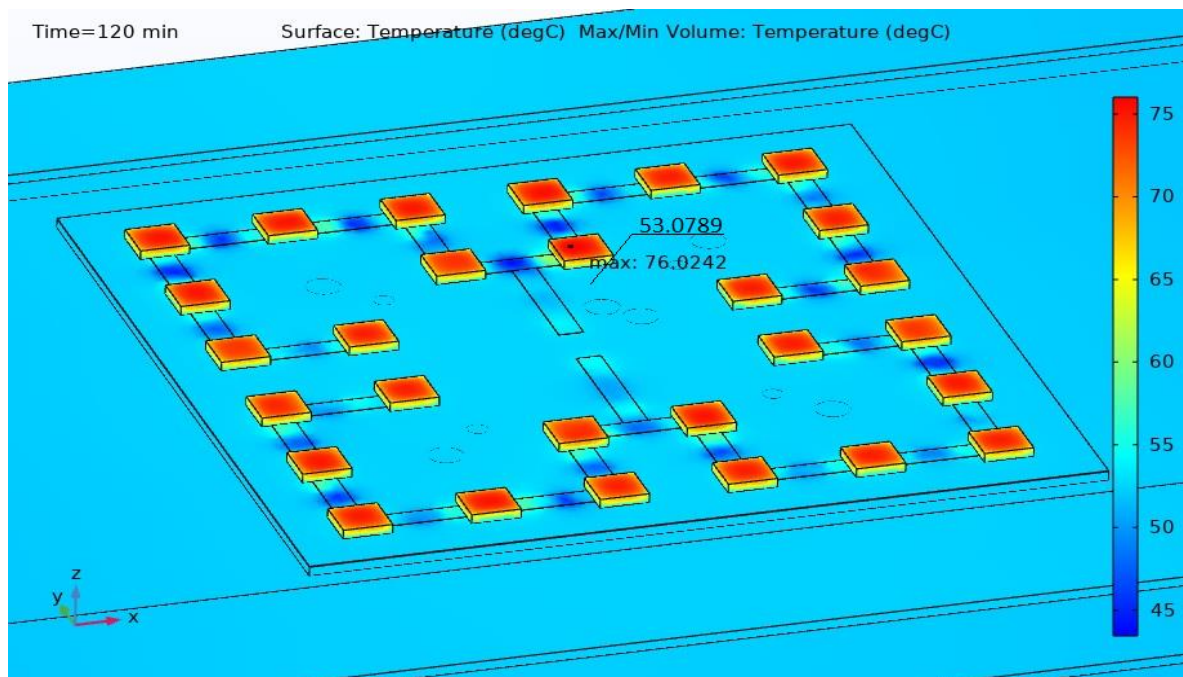 Time=120 min
Surface: Temperature (degC) Max/Min Volume: Temperature (degC)
75
70
65
60
55
50
45
53.0789
max: 76.0242
z
y
x